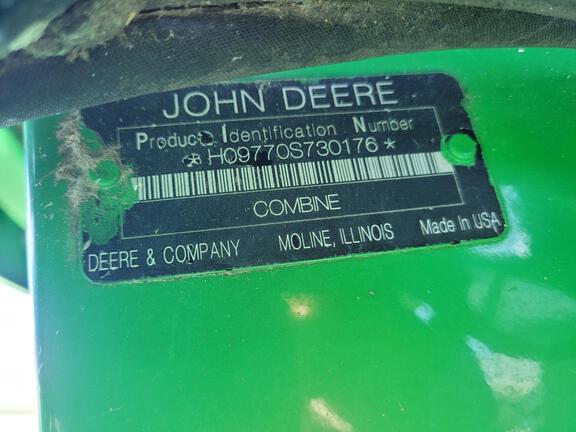 JOHN DEERE
Product Identification Number
*H09770S730176*
COMBINE
DEERE & COMPANY MOLINE, ILLINOIS Made In USA